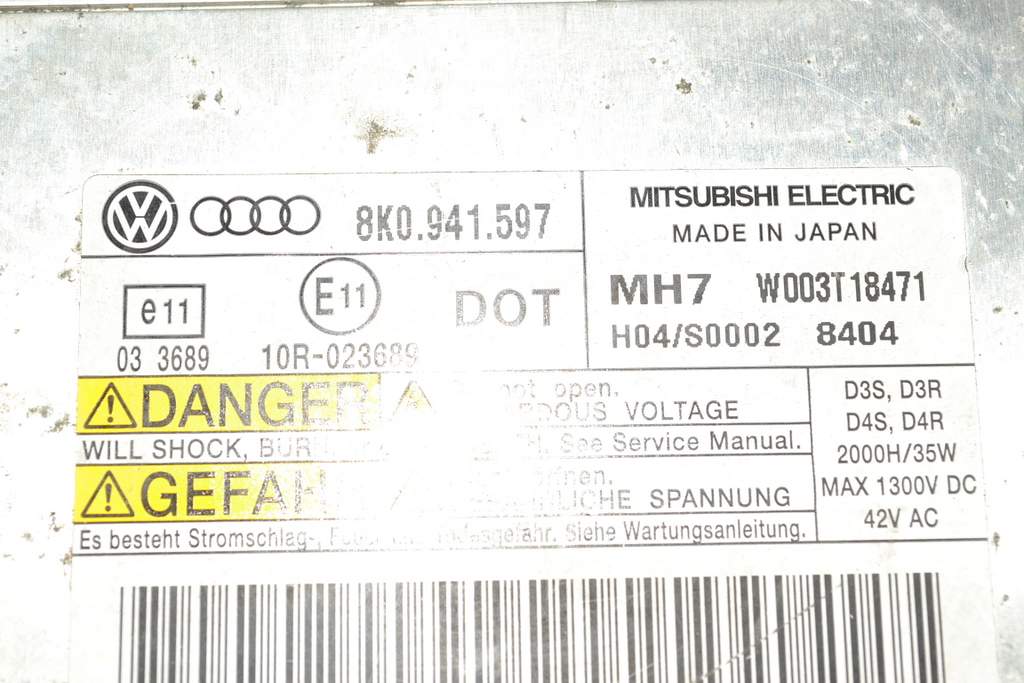 8K0.941.597
MITSUBISHI ELECTRIC
MADE IN JAPAN
e11
E11
DOT
03 3689
10R-023689
MH7 W003T18471
H04/S0002 8404
DANGER
open.
VOLTAGE
WILL SHOCK, See Service Manual.
GEFAH
SPANNUNG
Es besteht Stromschlag-, Siehe Wartungsanleitung.
D3S, D3R
D4S, D4R
2000H/35W
MAX 1300V DC
42V AC